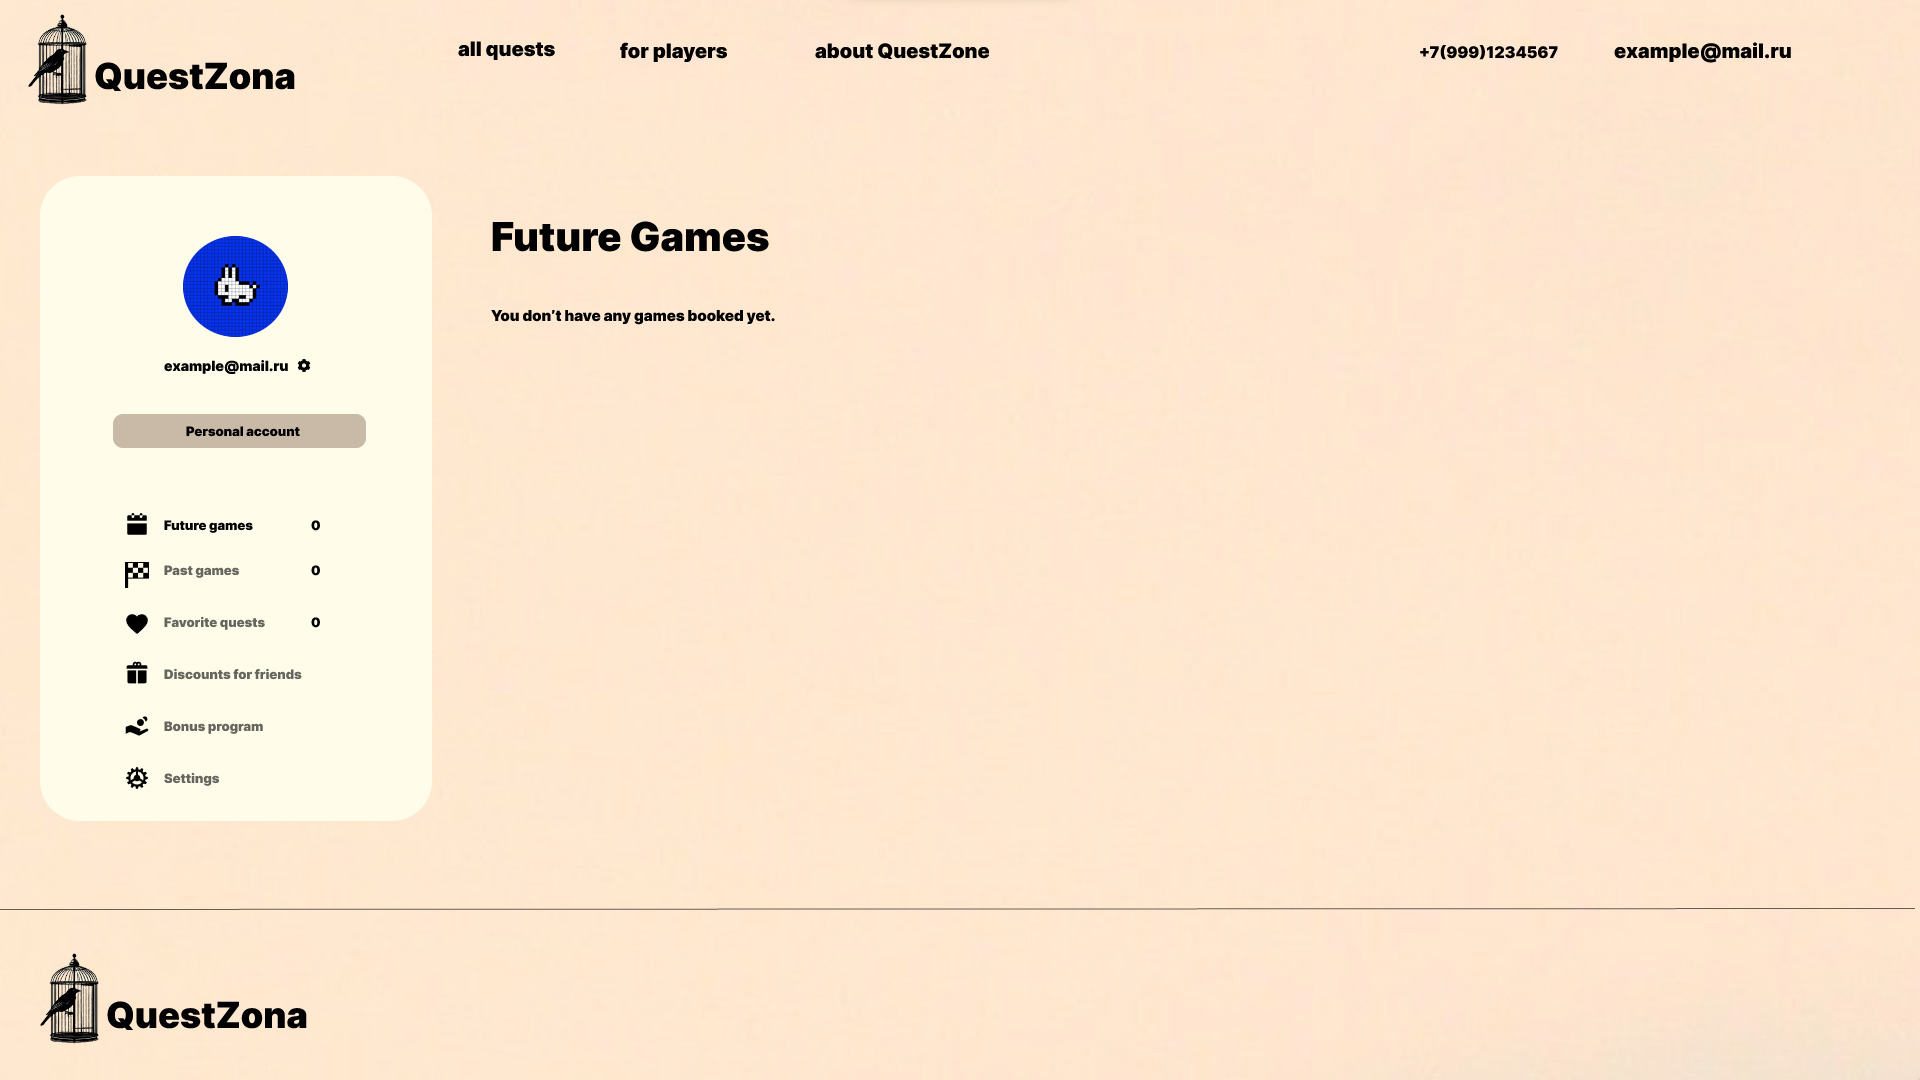 QuestZona
all quests
for players
about QuestZone
+7(999)1234567
example@mail.ru
example@mail.ru
Personal account
Future games 0
Past games 0
Favorite quests 0
Discounts for friends
Bonus program
Settings
Future Games
You don’t have any games booked yet.
QuestZona